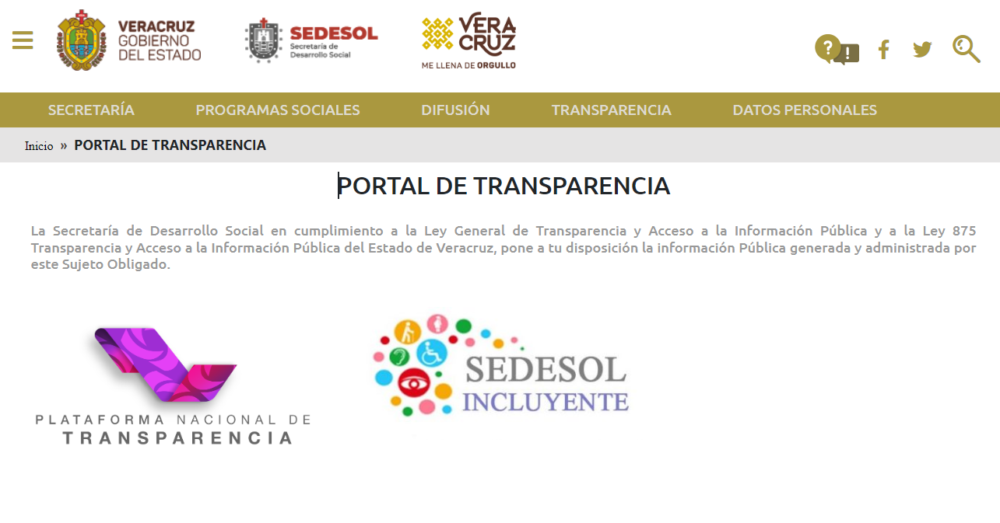 VERACRUZ
GOBIERNO
DEL ESTADO
SEDESOL
Secretaría de
Desarrollo Social
VERA
CRUZ
ME LLENA DE ORGULLO
SECRETARÍA PROGRAMAS SOCIALES DIFUSIÓN TRANSPARENCIA DATOS PERSONALES
Inicio » PORTAL DE TRANSPARENCIA
PORTAL DE TRANSPARENCIA
La Secretaría de Desarrollo Social en cumplimiento a la Ley General de Transparencia y Acceso a la Información Pública y a la Ley 875
Transparencia y Acceso a la Información Pública del Estado de Veracruz, pone a tu disposición la información Pública generada y administrada por
este Sujeto Obligado.
PLATAFORMA NACIONAL DE
TRANSPARENCIA
SEDESOL
INCLUYENTE